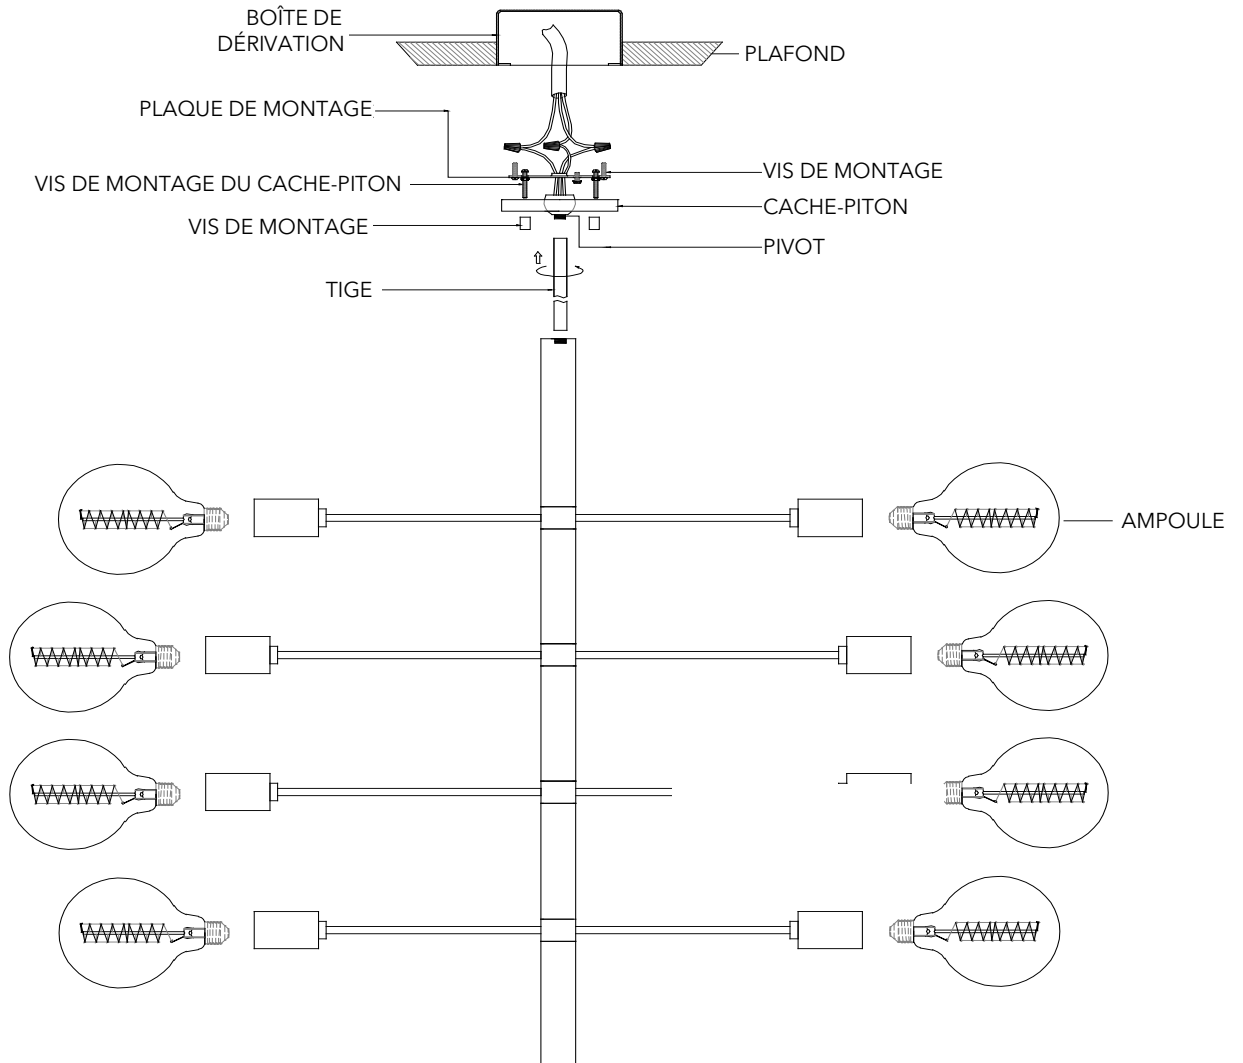 BOÎTE DE
DÉRIVATION
PLAFOND
PLAQUE DE MONTAGE
VIS DE MONTAGE
VIS DE MONTAGE DU CACHE-PITON
CACHE-PITON
VIS DE MONTAGE
PIVOT
TIGE
AMPOULE